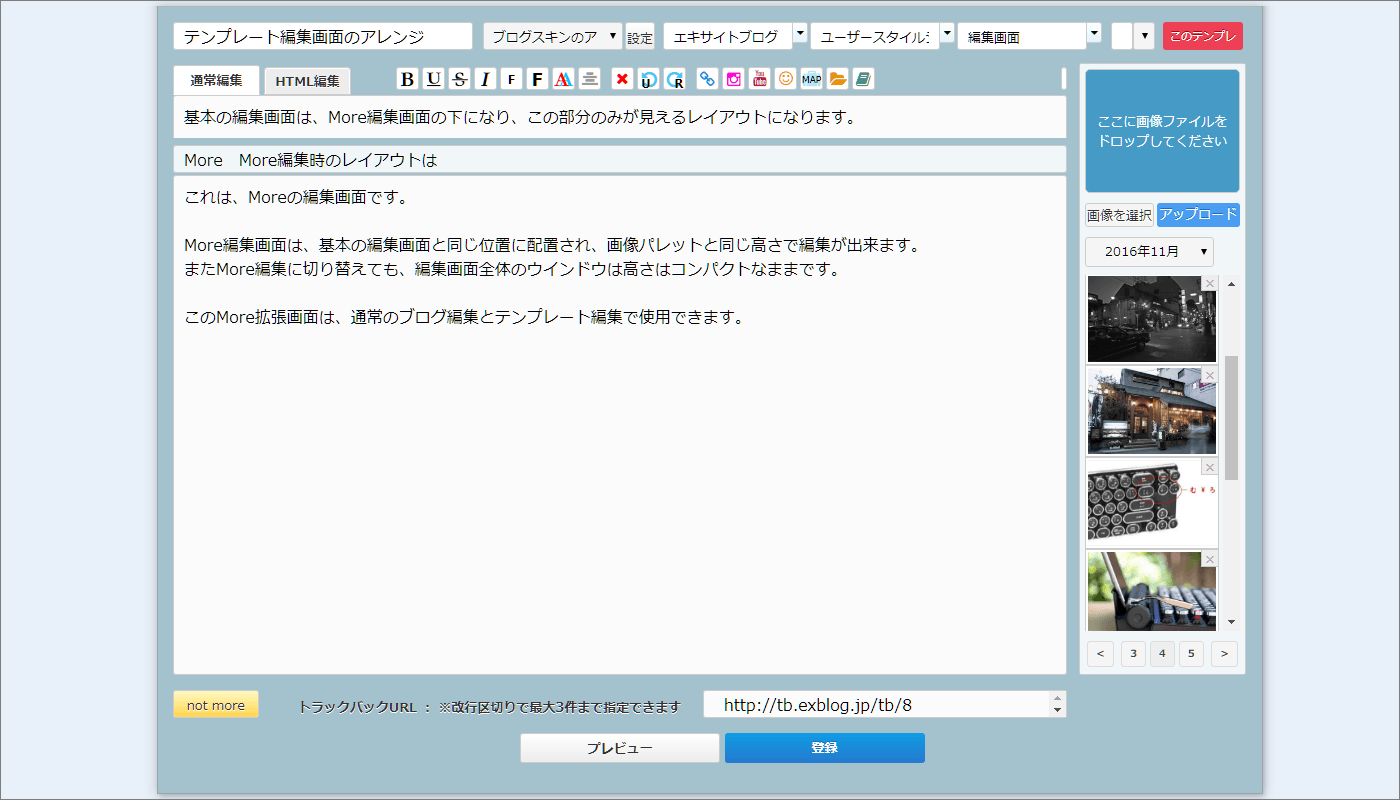 テンプレート編集画面のアレンジ
ブログスキンのア
設定
エキサイトブログ
ユーザースタイル
編集画面
このテンプレ
通常編集
HTML編集
B U S I F F A
U R
You Tube
MAP
基本の編集画面は、More編集画面の下になり、この部分のみが見えるレイアウトになります。
More　More編集時のレイアウトは
これは、Moreの編集画面です。
More編集画面は、基本の編集画面と同じ位置に配置され、画像パレットと同じ高さで編集が出来ます。
またMore編集に切り替えても、編集画面全体のウインドウは高さはコンパクトなままです。
このMore拡張画面は、通常のブログ編集とテンプレート編集で使用できます。
ここに画像ファイルを
ドロップしてください
画像を選択
アップロード
2016年11月
む ¥ ろ
< 3 4 5 >
not more
トラックバックURL ： ※改行区切りで最大3件まで指定できます
http://tb.exblog.jp/tb/8
プレビュー
登録